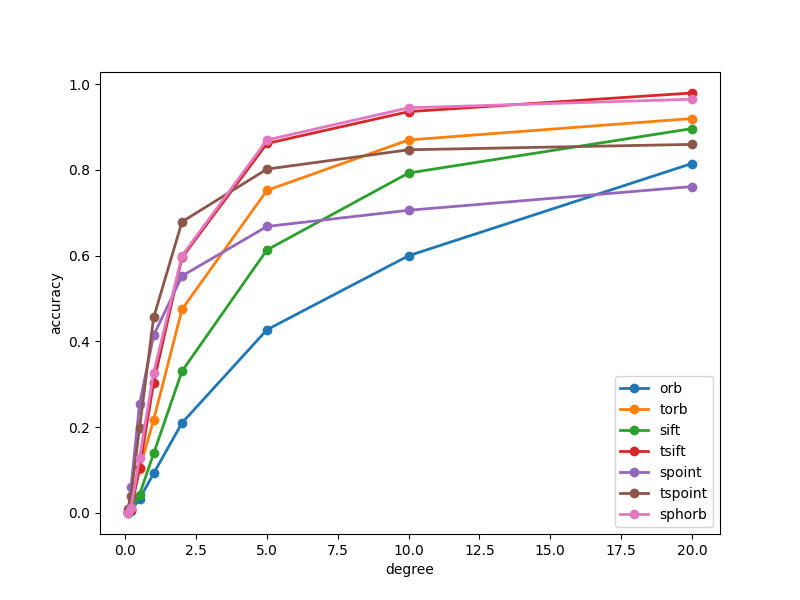 1.0
0.8
0.6
0.4
0.2
0.0
accuracy
0.0 2.5 5.0 7.5 10.0 12.5 15.0 17.5 20.0
degree
orb
torb
sift
tsift
spoint
tspoint
sphorb